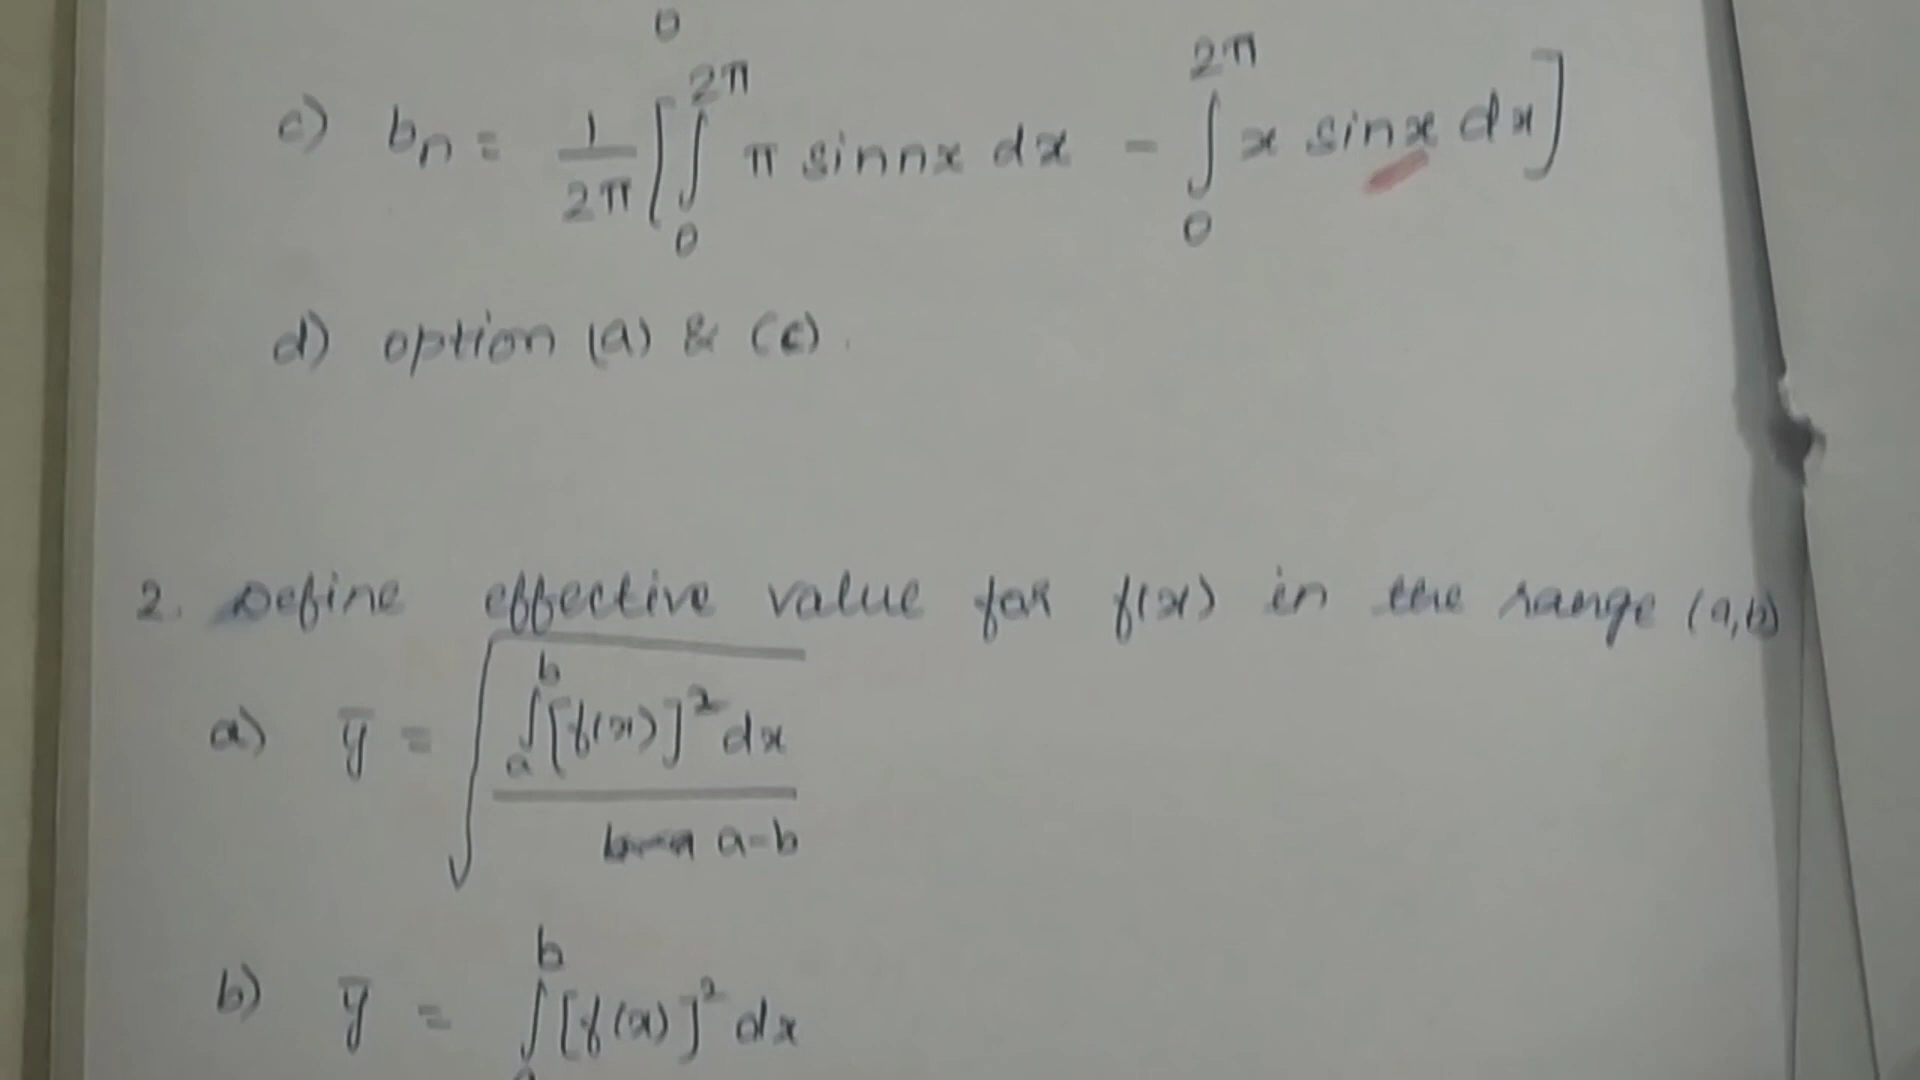 0
c) bn = 1/2π [ ∫₀^2π π sinnx dx - ∫₀^2π x sinx dx ]
d) option (a) & (c).
2. Define effective value for f(x) in the range (a,b)
a) ȳ = √( ∫ₐ^b [f(x)]² dx / a-b )
b) ȳ = ∫ₐ^b [f(x)]² dx